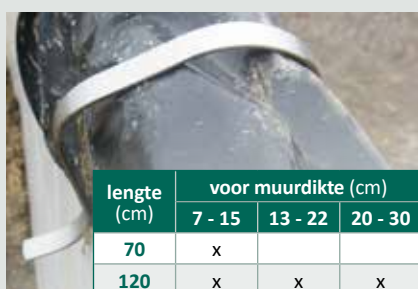 lengte (cm) voor muurdikte (cm)
7 - 15 13 - 22 20 - 30
70 x
120 x x x